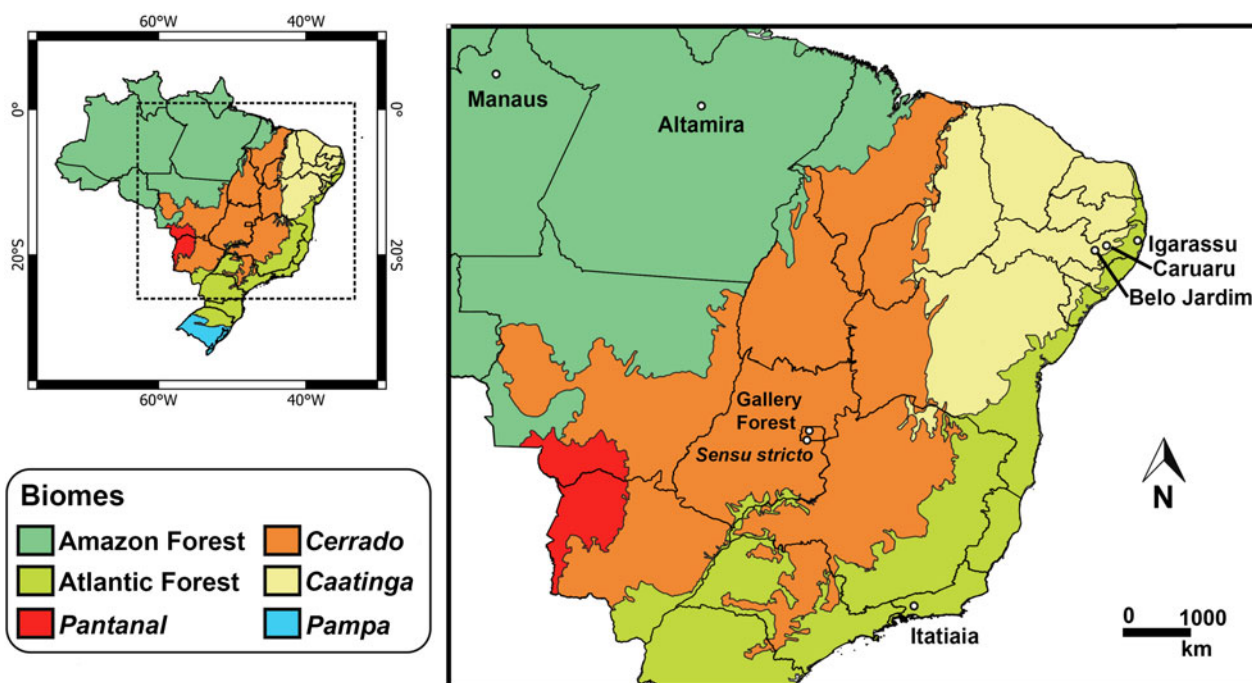 60°W 40°W
0° 0°
20°S 20°S
60°W 40°W
Biomes
Amazon Forest
Cerrado
Atlantic Forest
Caatinga
Pantanal
Pampa
Manaus
Altamira
Igarassu
Caruaru
Belo Jardim
Gallery
Forest
Sensu stricto
Itatiaia
N
0 1000
km